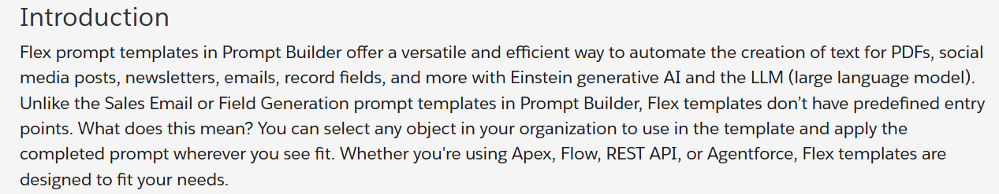 Introduction
Flex prompt templates in Prompt Builder offer a versatile and efficient way to automate the creation of text for PDFs, social
media posts, newsletters, emails, record fields, and more with Einstein generative AI and the LLM (large language model).
Unlike the Sales Email or Field Generation prompt templates in Prompt Builder, Flex templates don’t have predefined entry
points. What does this mean? You can select any object in your organization to use in the template and apply the
completed prompt wherever you see fit. Whether you're using Apex, Flow, REST API, or Agentforce, Flex templates are
designed to fit your needs.